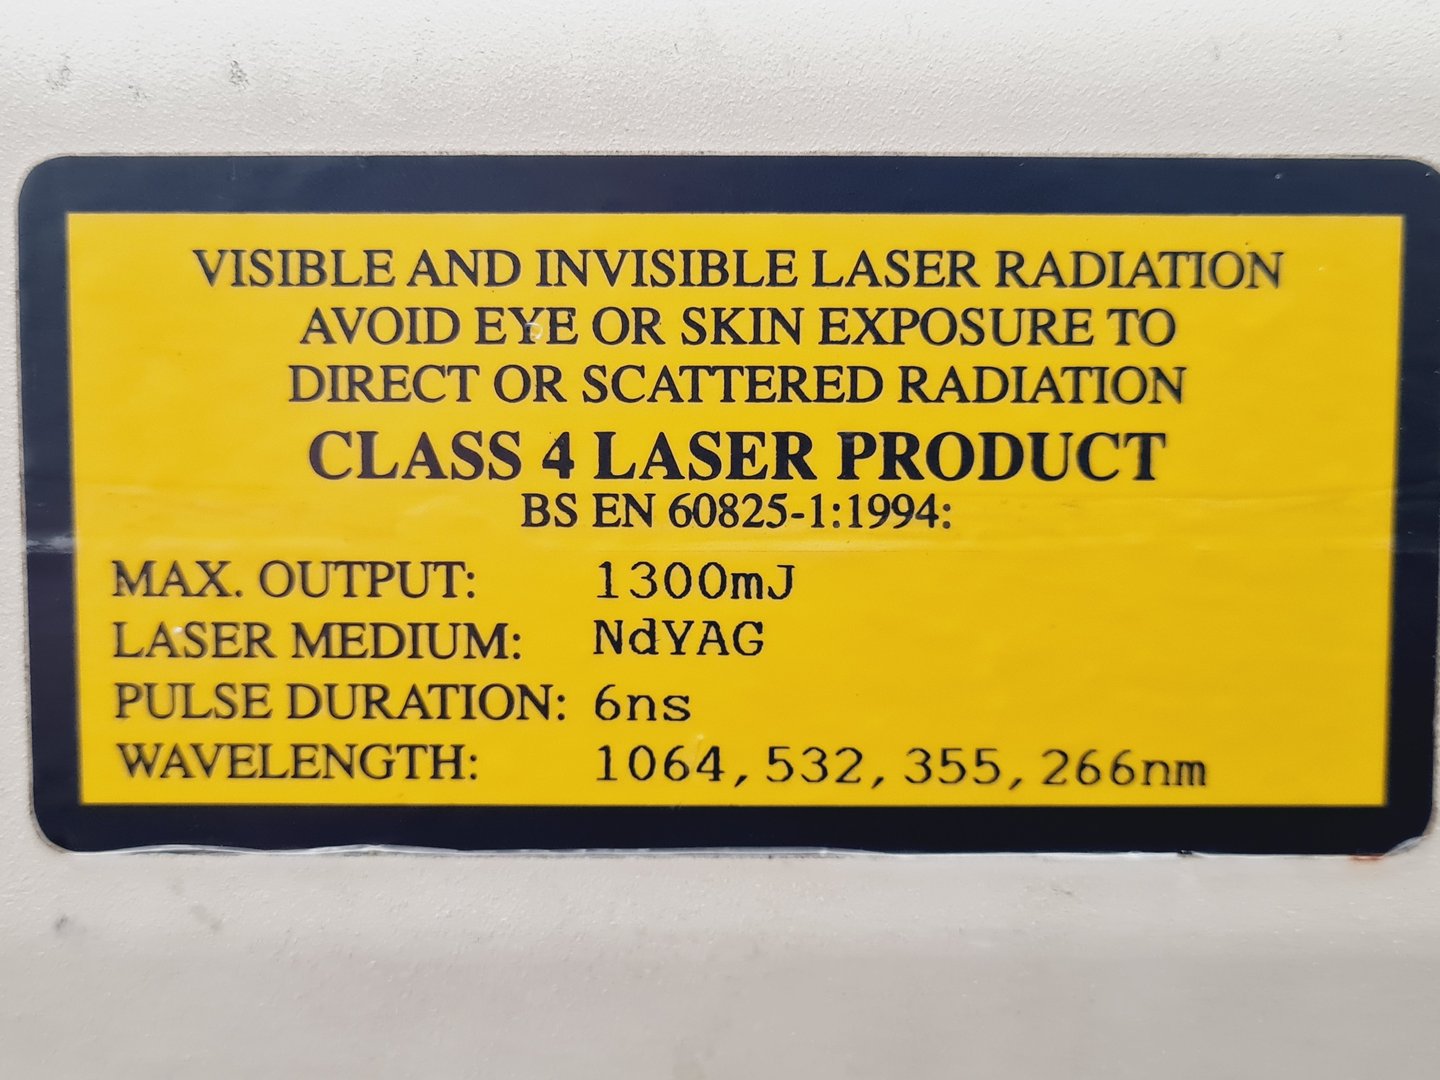 VISIBLE AND INVISIBLE LASER RADIATION
AVOID EYE OR SKIN EXPOSURE TO
DIRECT OR SCATTERED RADIATION
CLASS 4 LASER PRODUCT
BS EN 60825-1:1994:
MAX. OUTPUT: 1300mJ
LASER MEDIUM: NdYAG
PULSE DURATION: 6ns
WAVELENGTH: 1064,532,355,266nm